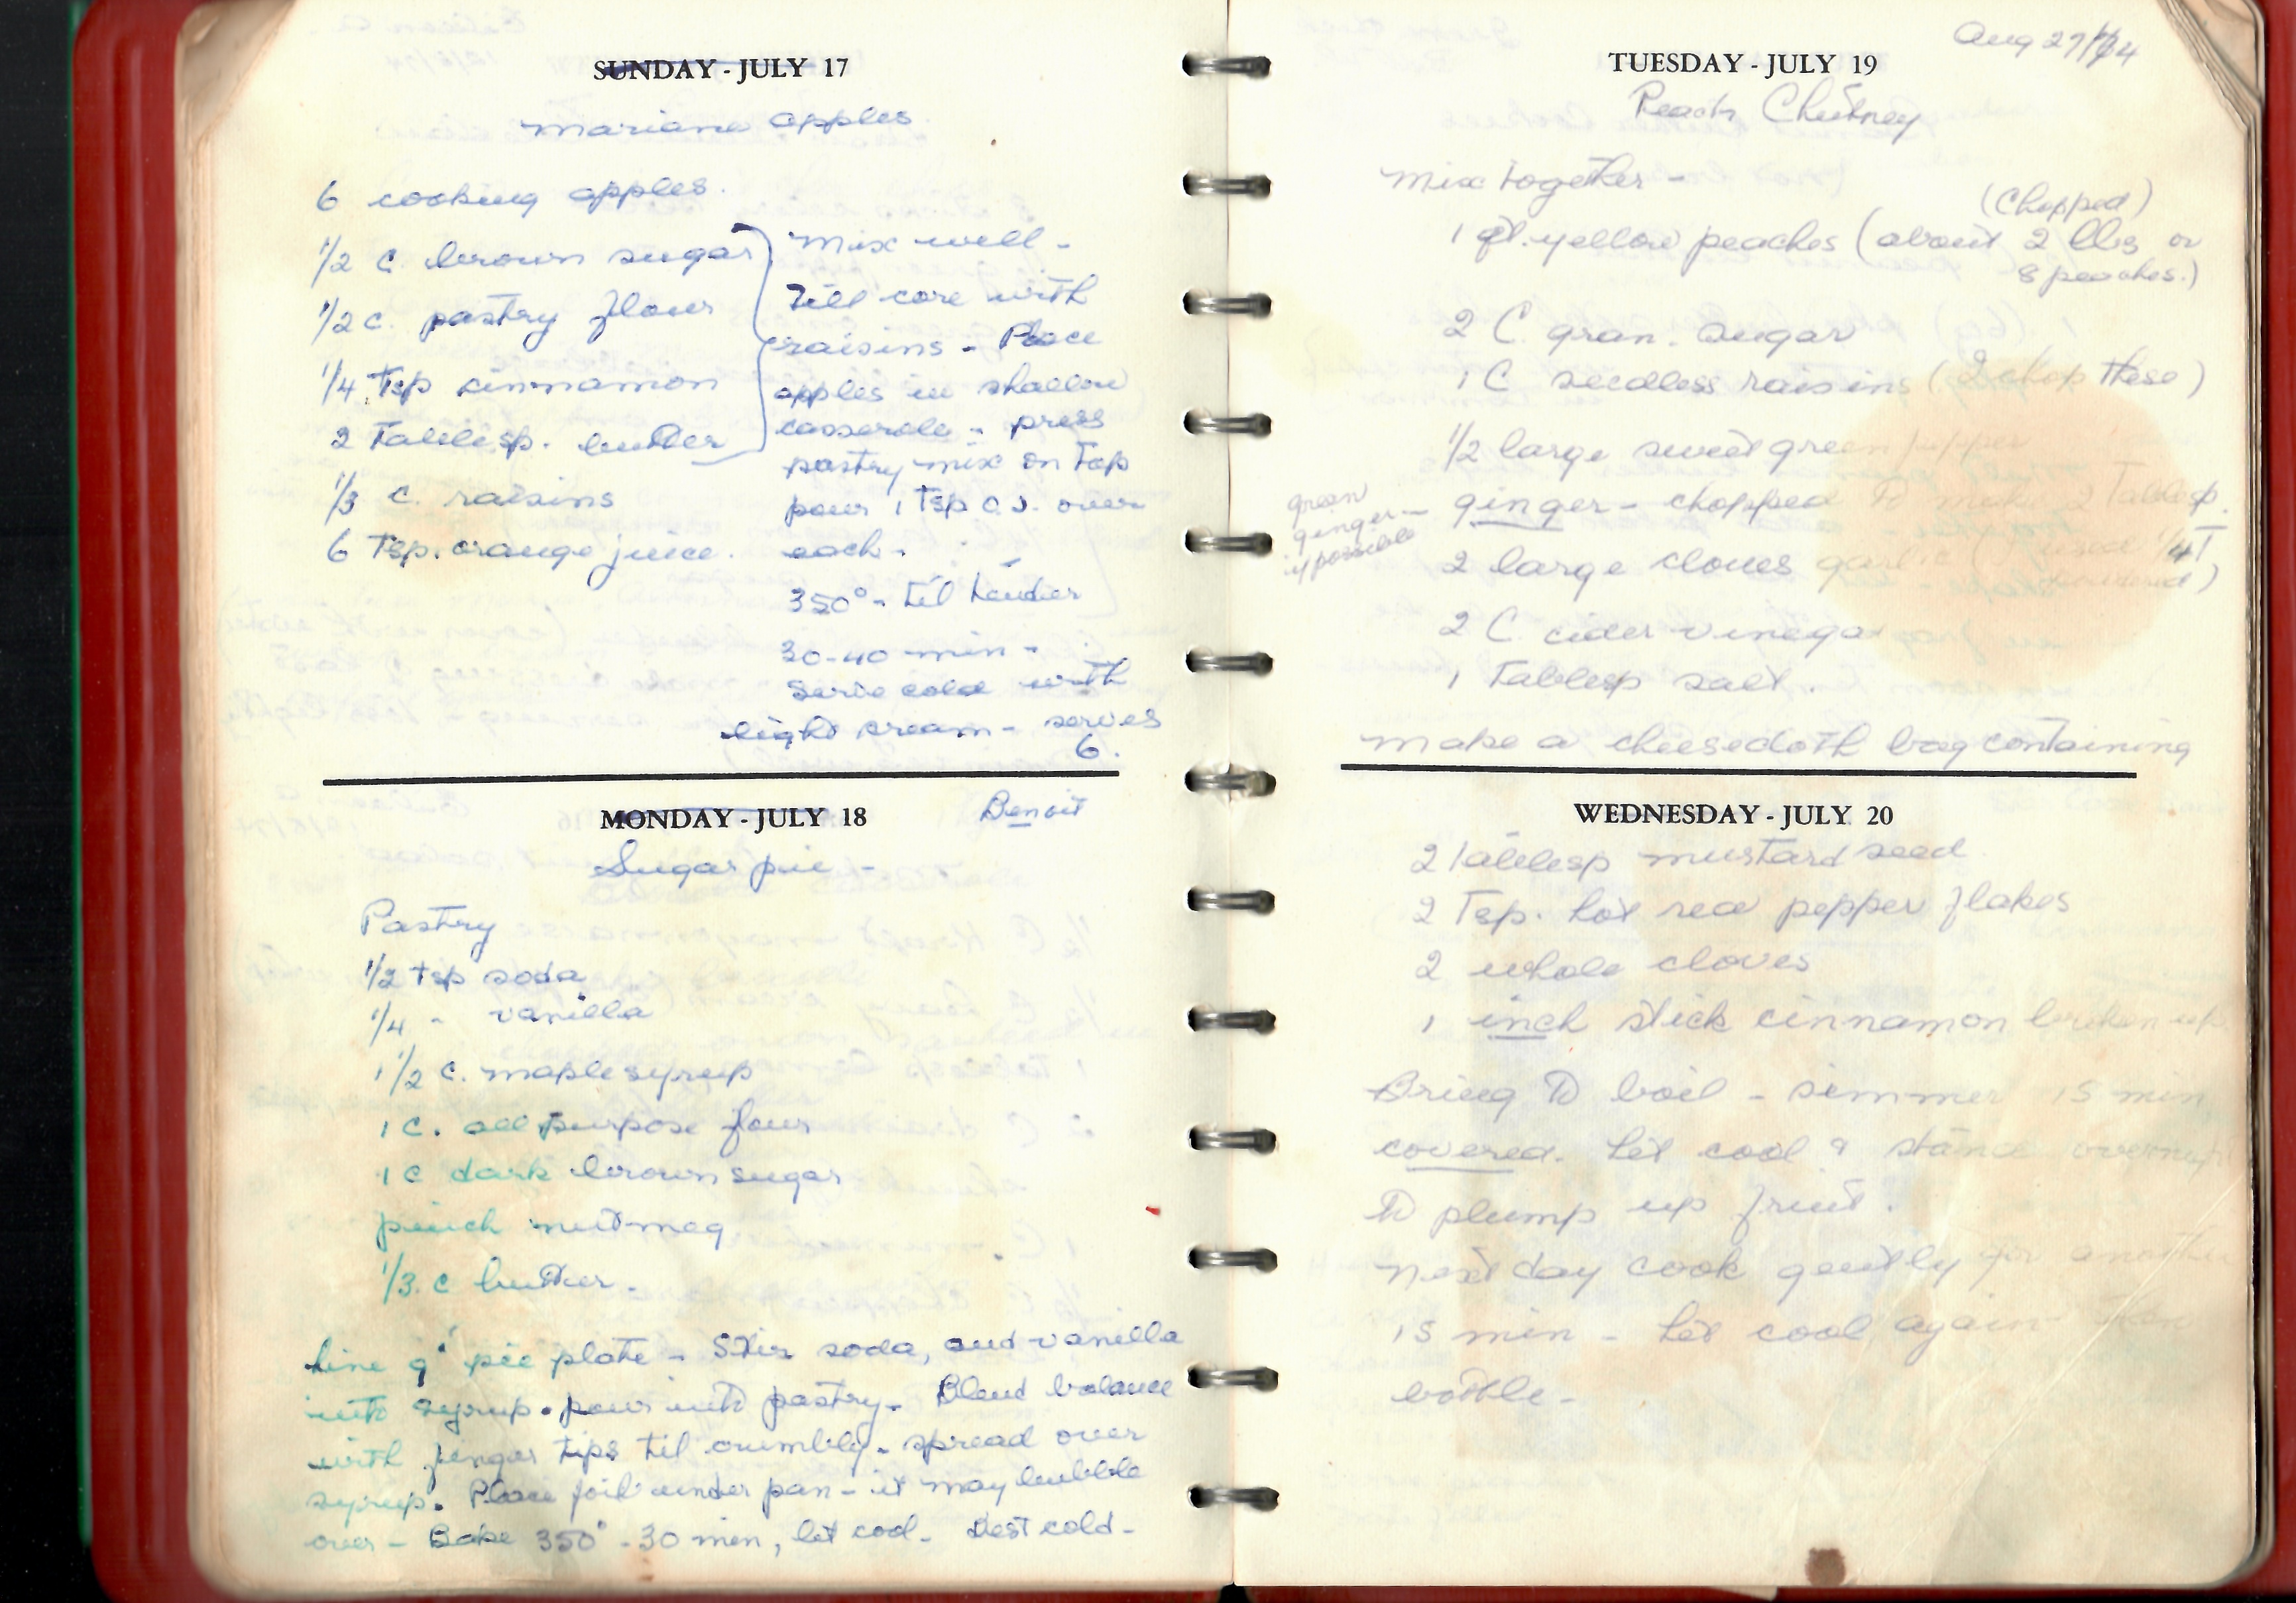 SUNDAY - JULY 17
Mariane apples
6 cooking apples.
1/2 C. brown sugar
1/2 c. pastry flour
1/4 Tsp cinnamon
2 Tablesp. butter
1/3 C. raisins
6 Tsp. orange juice.
Mix well -
Fill core with
raisins - Place
apples in shallow
casserole - press
pastry mix on top
pour 1 Tsp O.J. over
each -
350° - til tender
30-40 min -
Serve cold with
light cream - serves
6.
MONDAY - JULY 18
Benoit
Sugar pie -
Pastry
1/2 tsp soda
1/4 - vanilla
1 1/2 C. maple syrup
1 C. all purpose flour
1 C dark brown sugar
pinch nutmeg
1/3 C butter.
Line 9" pie plate - Stir soda, and vanilla
into syrup. pour into pastry. Blend balance
with finger tips til crumbly. spread over
syrup. Place foil under pan - it may bubble
over - Bake 350° - 30 min, let cool - Best cold -
Aug 27/74
TUESDAY - JULY 19
Peach Chutney
Mix together -
(Chopped)
1 qt. yellow peaches (about 2 lbs or
8 peaches.)
2 C. gran. sugar
1 C seedless raisins (I chop these)
1/2 large sweet green pepper
green
ginger -
if possible
ginger - chopped to make 2 Tablesp.
2 large cloves garlic (I used 1/4 T
powdered)
2 C. cider vinegar
1 Tablesp salt.
Make a cheesecloth bag containing
WEDNESDAY - JULY 20
2 Tablesp mustard seed
2 Tsp. hot red pepper flakes
2 whole cloves
1 inch stick cinnamon broken up
Bring to boil - simmer 15 min
covered. Let cool & stand overnight
to plump up fruit.
Next day cook gently for another
15 min - Let cool again then
bottle -